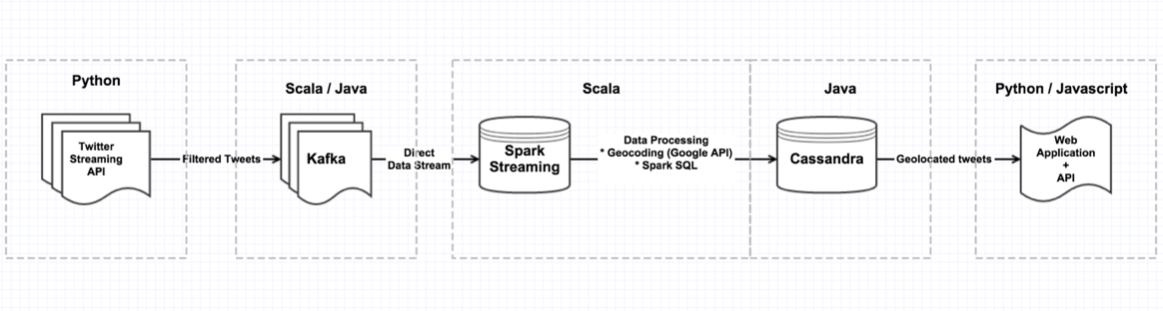 Python
Twitter
Streaming
API
Filtered Tweets
Scala / Java
Kafka
Direct
Data Stream
Scala
Spark
Streaming
Data Processing
* Geocoding (Google API)
* Spark SQL
Java
Cassandra
Geolocated tweets
Python / Javascript
Web
Application
+
API